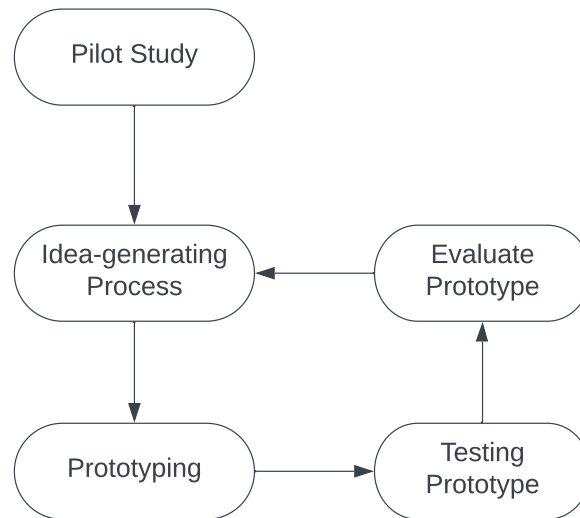 Pilot Study
Idea-generating
Process
Evaluate
Prototype
Prototyping
Testing
Prototype